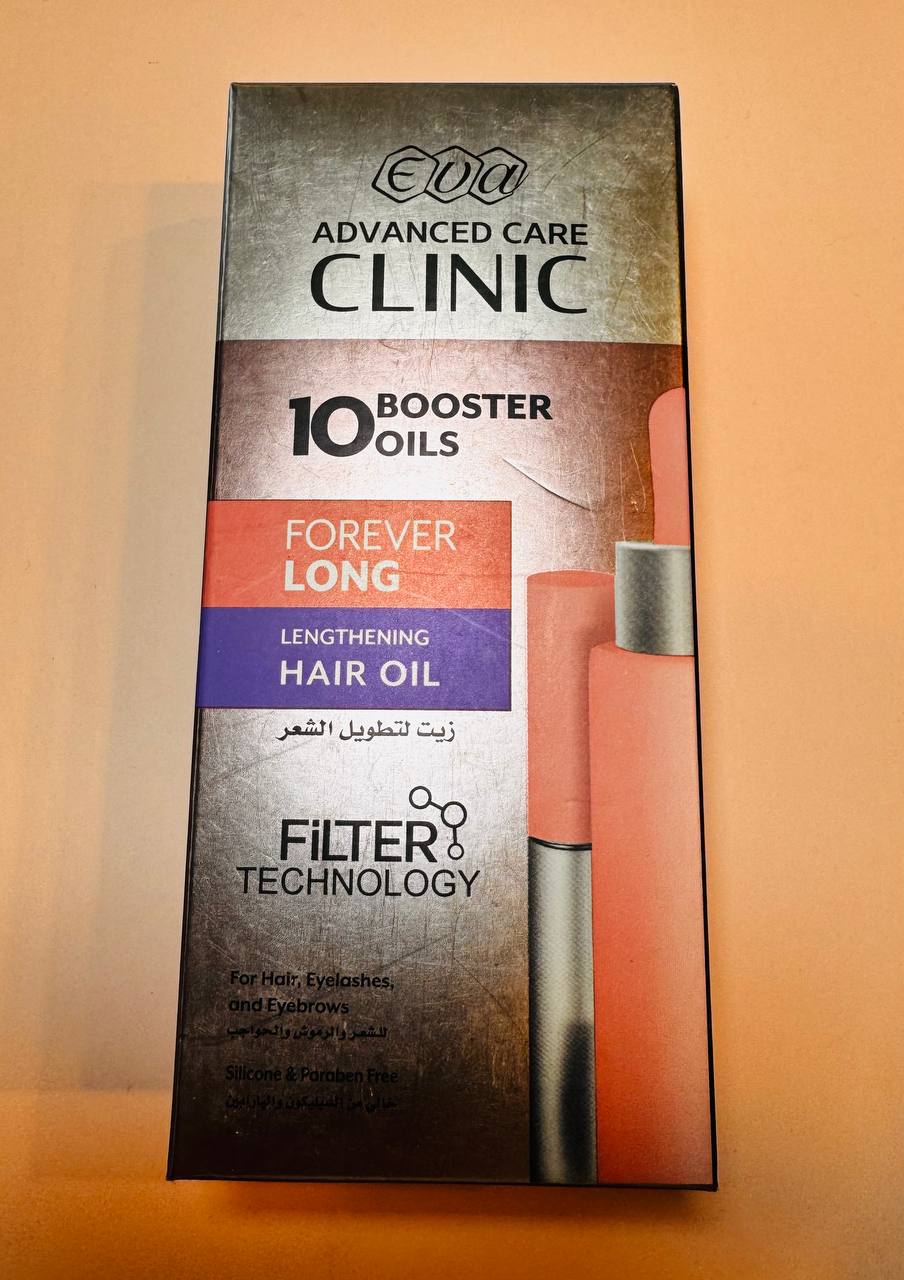 Eva
ADVANCED CARE
CLINIC
10 BOOSTER
OILS
FOREVER
LONG
LENGTHENING
HAIR OIL
زيت لتطويل الشعر
FiLTER
TECHNOLOGY
For Hair, Eyelashes,
and Eyebrows
للشعر والرموش والحواجب
Silicone & Paraben Free
خالي من السيليكون والبارابين